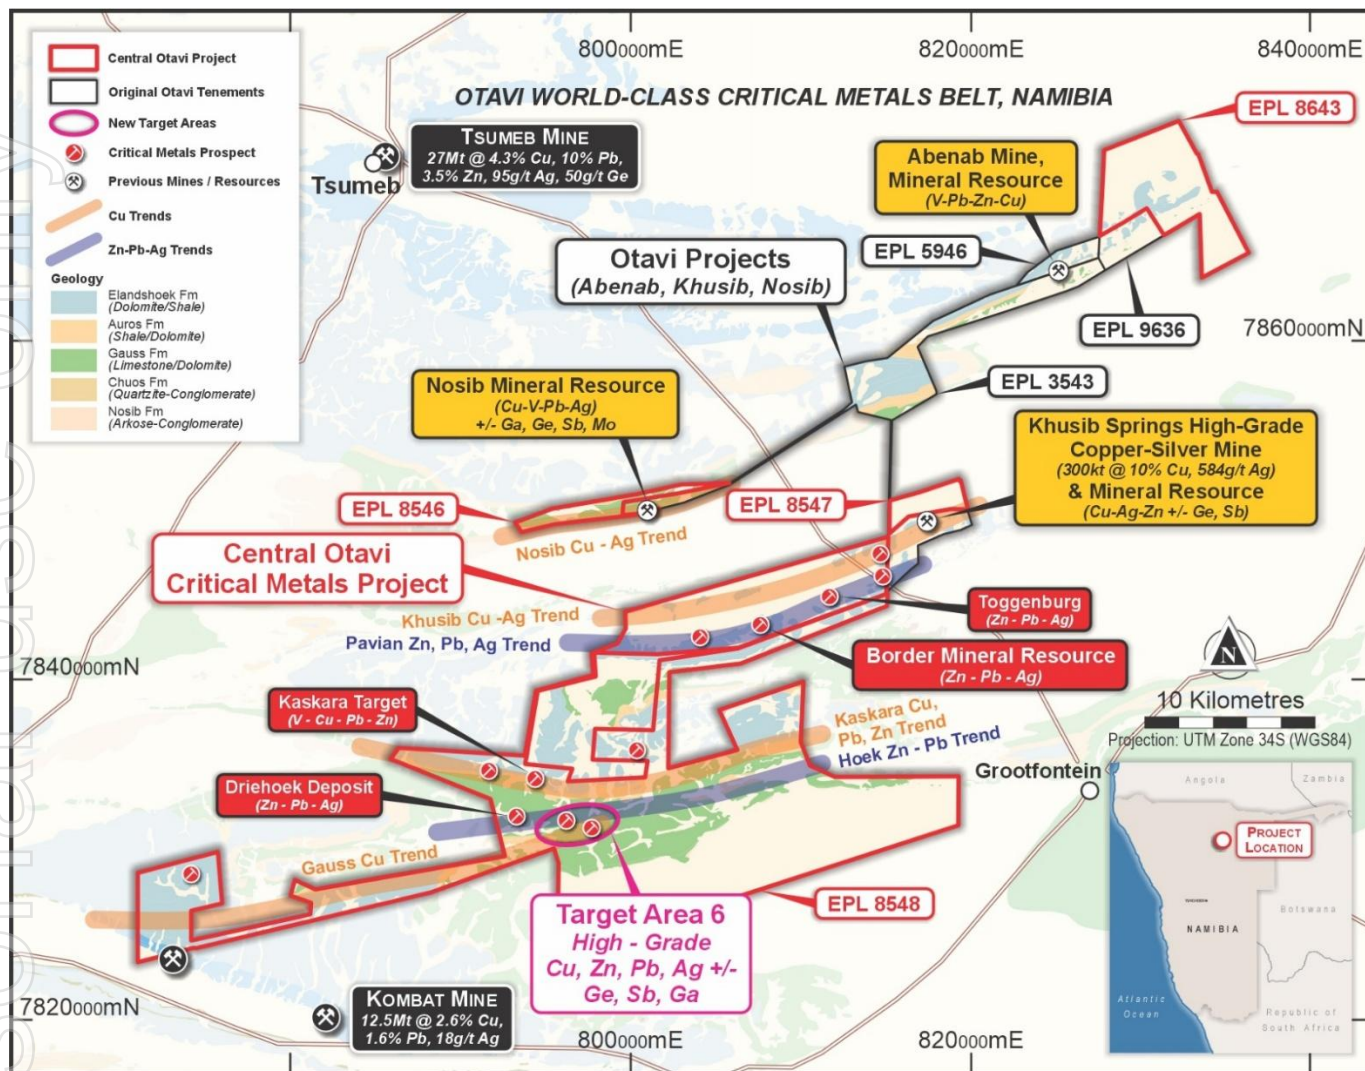 800000mE
820000mE
840000mE
OTAVI WORLD-CLASS CRITICAL METALS BELT, NAMIBIA
Central Otavi Project
Original Otavi Tenements
New Target Areas
Critical Metals Prospect
Previous Mines / Resources
Cu Trends
Zn-Pb-Ag Trends
Geology
Elandshoek Fm
(Dolomite/Shale)
Auros Fm
(Shale/Dolomite)
Gauss Fm
(Limestone/Dolomite)
Chuos Fm
(Quartzite-Conglomerate)
Nosib Fm
(Arkose-Conglomerate)
TSUMEB MINE
27Mt @ 4.3% Cu, 10% Pb,
3.5% Zn, 95g/t Ag, 50g/t Ge
Tsumeb
EPL 8643
Abenab Mine,
Mineral Resource
(V-Pb-Zn-Cu)
EPL 5946
Otavi Projects
(Abenab, Khusib, Nosib)
EPL 9636
7860000mN
EPL 3543
Nosib Mineral Resource
(Cu-V-Pb-Ag)
+/- Ga, Ge, Sb, Mo
Khusib Springs High-Grade
Copper-Silver Mine
(300kt @ 10% Cu, 584g/t Ag)
& Mineral Resource
(Cu-Ag-Zn +/- Ge, Sb)
EPL 8546
EPL 8547
Nosib Cu - Ag Trend
Central Otavi
Critical Metals Project
Khusib Cu -Ag Trend
Pavian Zn, Pb, Ag Trend
Toggenburg
(Zn - Pb - Ag)
Border Mineral Resource
(Zn - Pb - Ag)
7840000mN
N
10 Kilometres
Projection: UTM Zone 34S (WGS84)
Kaskara Target
(V - Cu - Pb - Zn)
Kaskara Cu,
Pb, Zn Trend
Hoek Zn - Pb Trend
Grootfontein
Driehoek Deposit
(Zn - Pb - Ag)
Gauss Cu Trend
EPL 8548
Target Area 6
High - Grade
Cu, Zn, Pb, Ag +/-
Ge, Sb, Ga
KOMBAT MINE
12.5Mt @ 2.6% Cu,
1.6% Pb, 18g/t Ag
7820000mN
800000mE
820000mE
Angola
Zambia
PROJECT
LOCATION
NAMIBIA
Botswana
Atlantic
Ocean
Republic of
South Africa